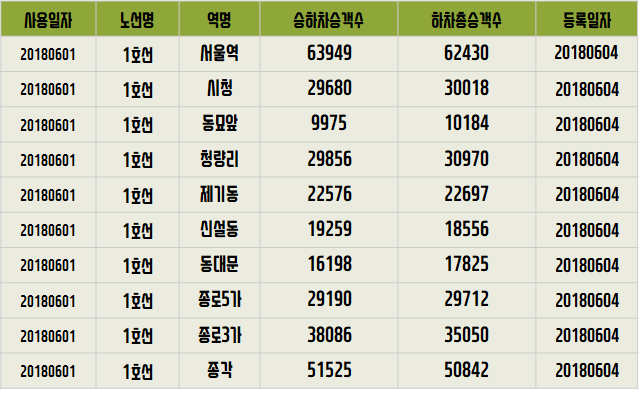 사용일자 노선명 역명 승하차승객수 하차총승객수 등록일자
20180601 1호선 서울역 63949 62430 20180604
20180601 1호선 시청 29680 30018 20180604
20180601 1호선 동묘앞 9975 10184 20180604
20180601 1호선 청량리 29856 30970 20180604
20180601 1호선 제기동 22576 22697 20180604
20180601 1호선 신설동 19259 18556 20180604
20180601 1호선 동대문 16198 17825 20180604
20180601 1호선 종로5가 29190 29712 20180604
20180601 1호선 종로3가 38086 35050 20180604
20180601 1호선 종각 51525 50842 20180604